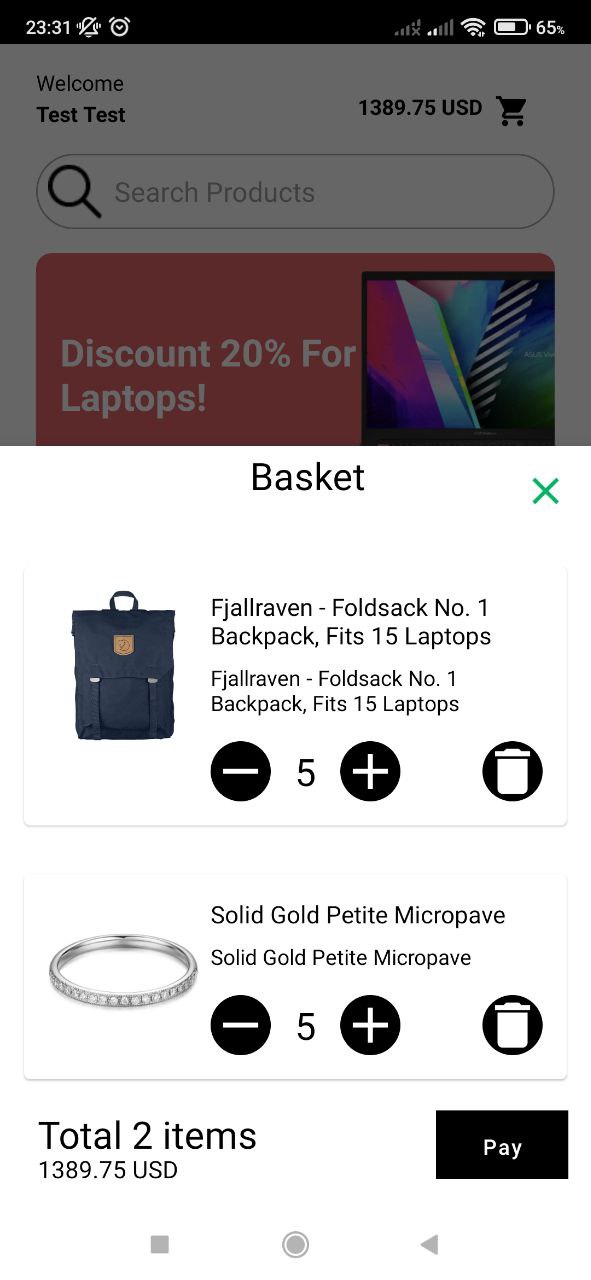 23:31
65%
Welcome
Test Test
1389.75 USD
Search Products
Discount 20% For
Laptops!
Basket
Fjallraven - Foldsack No. 1
Backpack, Fits 15 Laptops
Fjallraven - Foldsack No. 1
Backpack, Fits 15 Laptops
5
Solid Gold Petite Micropave
Solid Gold Petite Micropave
5
Total 2 items
1389.75 USD
Pay